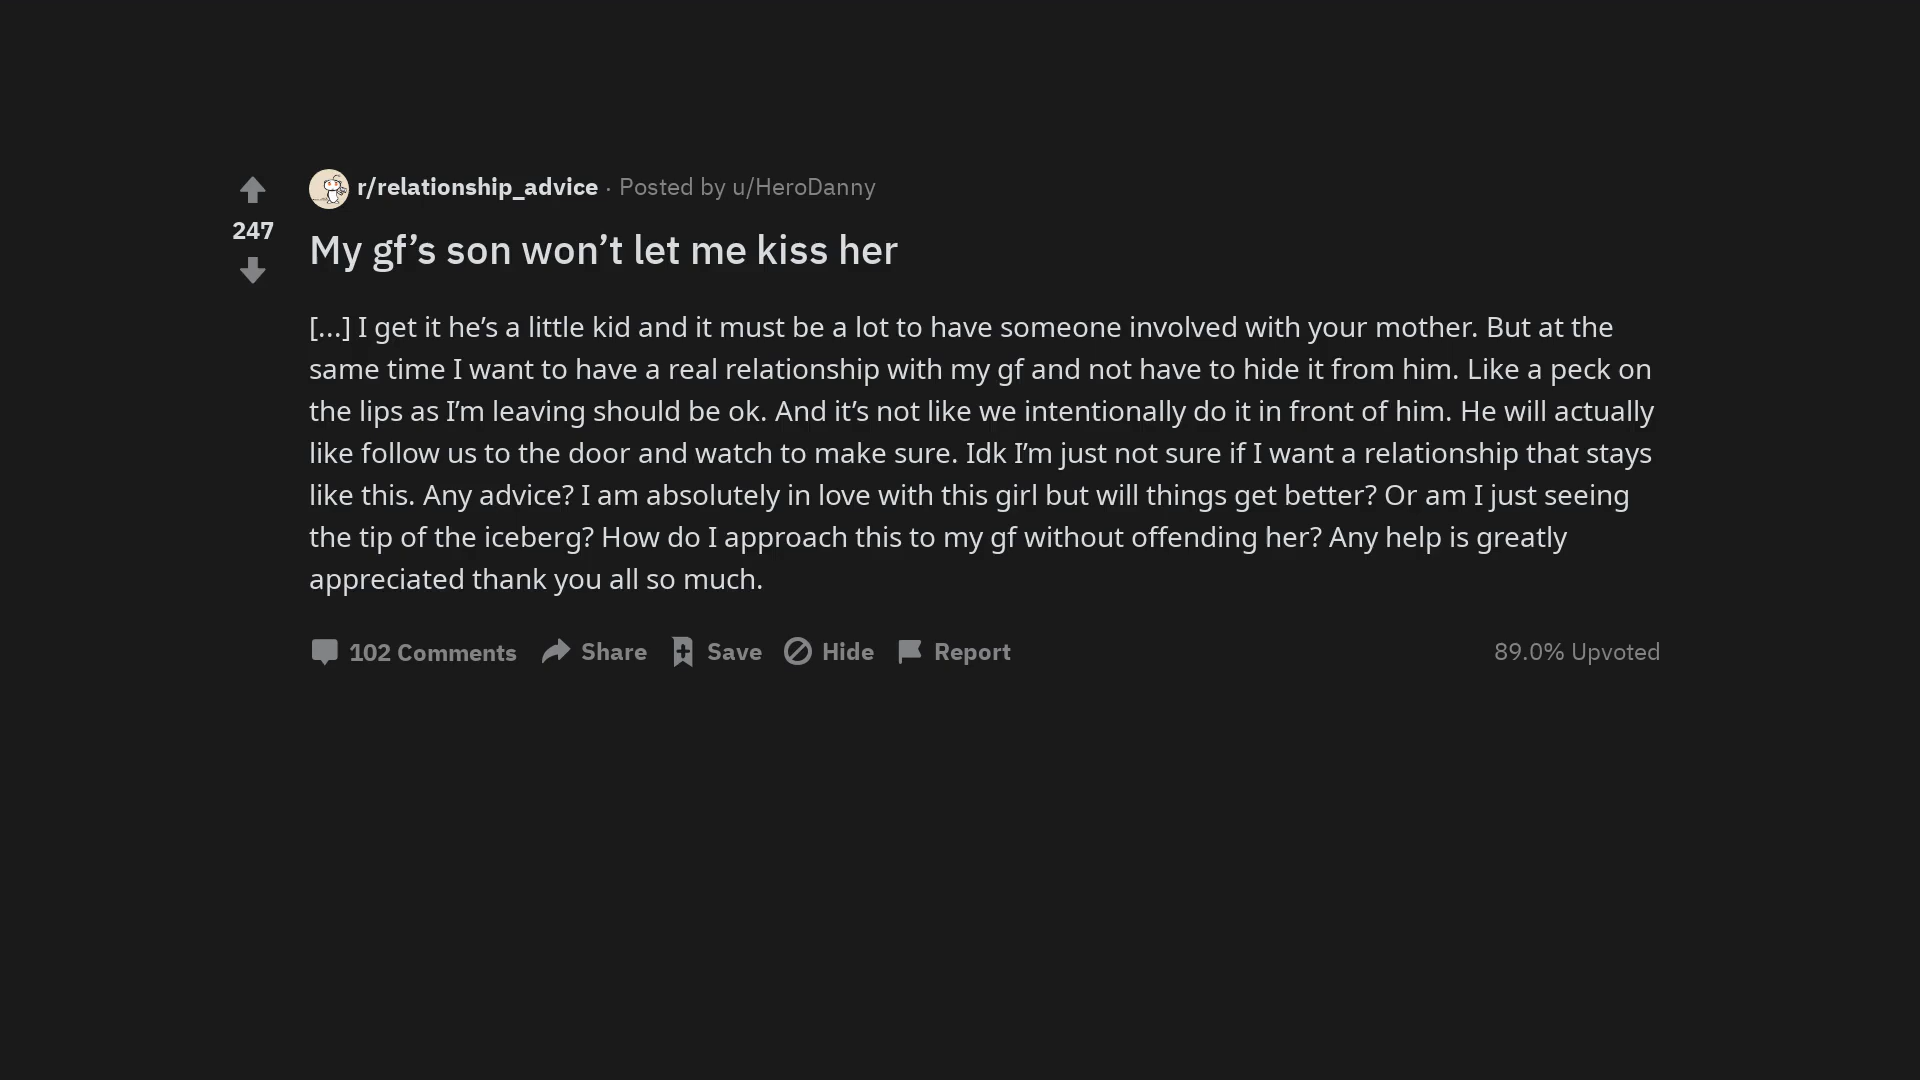 r/relationship_advice · Posted by u/HeroDanny
247
My gf’s son won’t let me kiss her
[...] I get it he’s a little kid and it must be a lot to have someone involved with your mother. But at the
same time I want to have a real relationship with my gf and not have to hide it from him. Like a peck on
the lips as I’m leaving should be ok. And it’s not like we intentionally do it in front of him. He will actually
like follow us to the door and watch to make sure. Idk I’m just not sure if I want a relationship that stays
like this. Any advice? I am absolutely in love with this girl but will things get better? Or am I just seeing
the tip of the iceberg? How do I approach this to my gf without offending her? Any help is greatly
appreciated thank you all so much.
102 Comments Share Save Hide Report 89.0% Upvoted